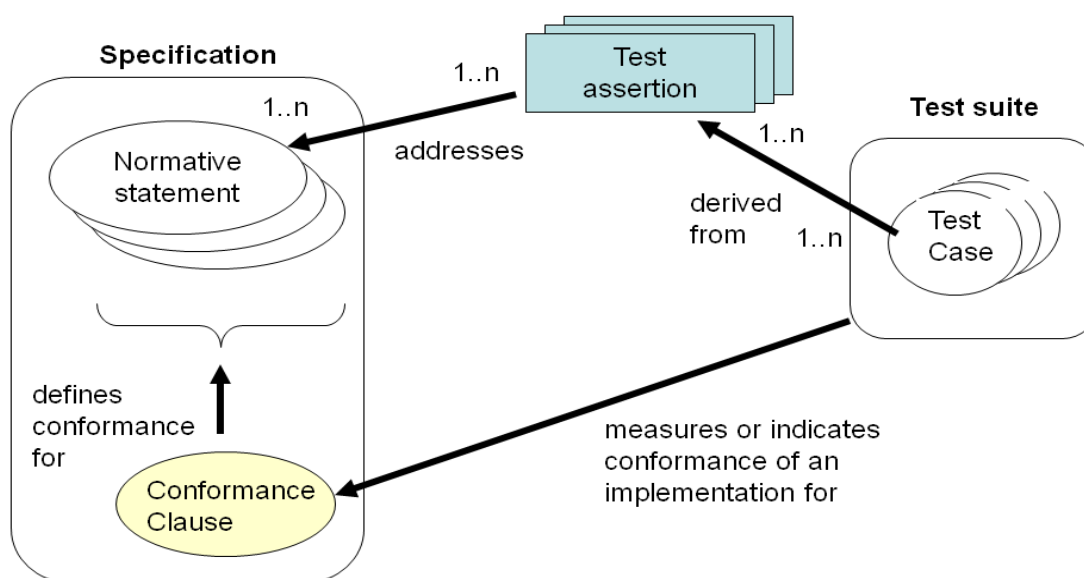 Specification
Test
assertion
1..n
1..n
addresses
Test suite
1..n
Normative
statement
derived
from
1..n
Test
Case
defines
conformance
for
measures or indicates
conformance of an
implementation for
Conformance
Clause